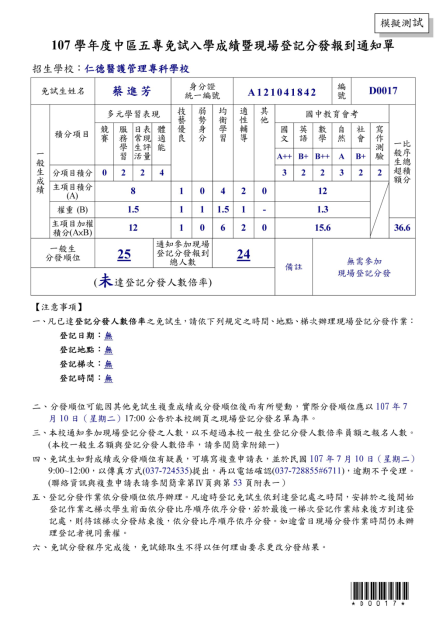 模擬測試
107 學年度中區五專免試入學成績暨現場登記分發報到通知單
招生學校：仁德醫護管理專科學校
免試生姓名 蔡進芳 身分證統一編號 A121041842 編號 D0017
一般生成績 積分項目 多元學習表現 技藝優良 弱勢身分 均衡學習 適性輔導 其他 國中教育會考 一般生超額比序總積分
競賽 服務學習 日常生活表現評量 體適能 國文 英語 數學 自然 社會 寫作測驗
A++ B+ B++ A B+
分項目積分 0 2 2 4 3 2 2 3 2 2
主項目積分(A) 8 1 0 4 2 0 12
權重 (B) 1.5 1 1 1.5 1 - 1.3
主項目加權積分(AxB) 12 1 0 6 2 0 15.6 36.6
一般生分發順位 25 通知參加現場登記分發報到總人數 24 備註 無需參加現場登記分發
(未達登記分發人數倍率)
【注意事項】
一、凡已達登記分發人數倍率之免試生，請依下列規定之時間、地點、梯次辦理現場登記分發作業：
登記日期：無
登記地點：無
登記梯次：無
登記時間：無
二、分發順位可能因其他免試生複查成績或分發順位後而有所變動，實際分發順位應以 107 年 7
月 10 日（星期二）17:00 公告於本校網頁之現場登記分發名單為準。
三、本校通知參加現場登記分發之人數，以不超過本校一般生登記分發人數倍率員額之報名人數。
(本校一般生名額與登記分發人數倍率，請參閱簡章附錄一)
四、免試生如對成績或分發順位有疑義，可填寫複查申請表，並於民國 107 年 7 月 10 日（星期二）
9:00~12:00，以傳真方式(037-724535)提出，再以電話確認(037-728855#6711)，逾期不予受理。
(聯絡資訊與複查申請表請參閱簡章第Ⅳ頁與第 53 頁附表一)
五、登記分發作業依分發順位依序辦理。凡逾時登記免試生依到達登記處之時間，安排於之後開始
登記作業之梯次學生前面依分發比序順序依序分發，若於最後一梯次登記作業結束後方到達登
記處，則待該梯次分發結束後，依分發比序順序依序分發。如逾當日現場分發作業時間仍未辦
理登記者視同棄權。
六、免試分發程序完成後，免試錄取生不得以任何理由要求更改分發結果。
*30017*